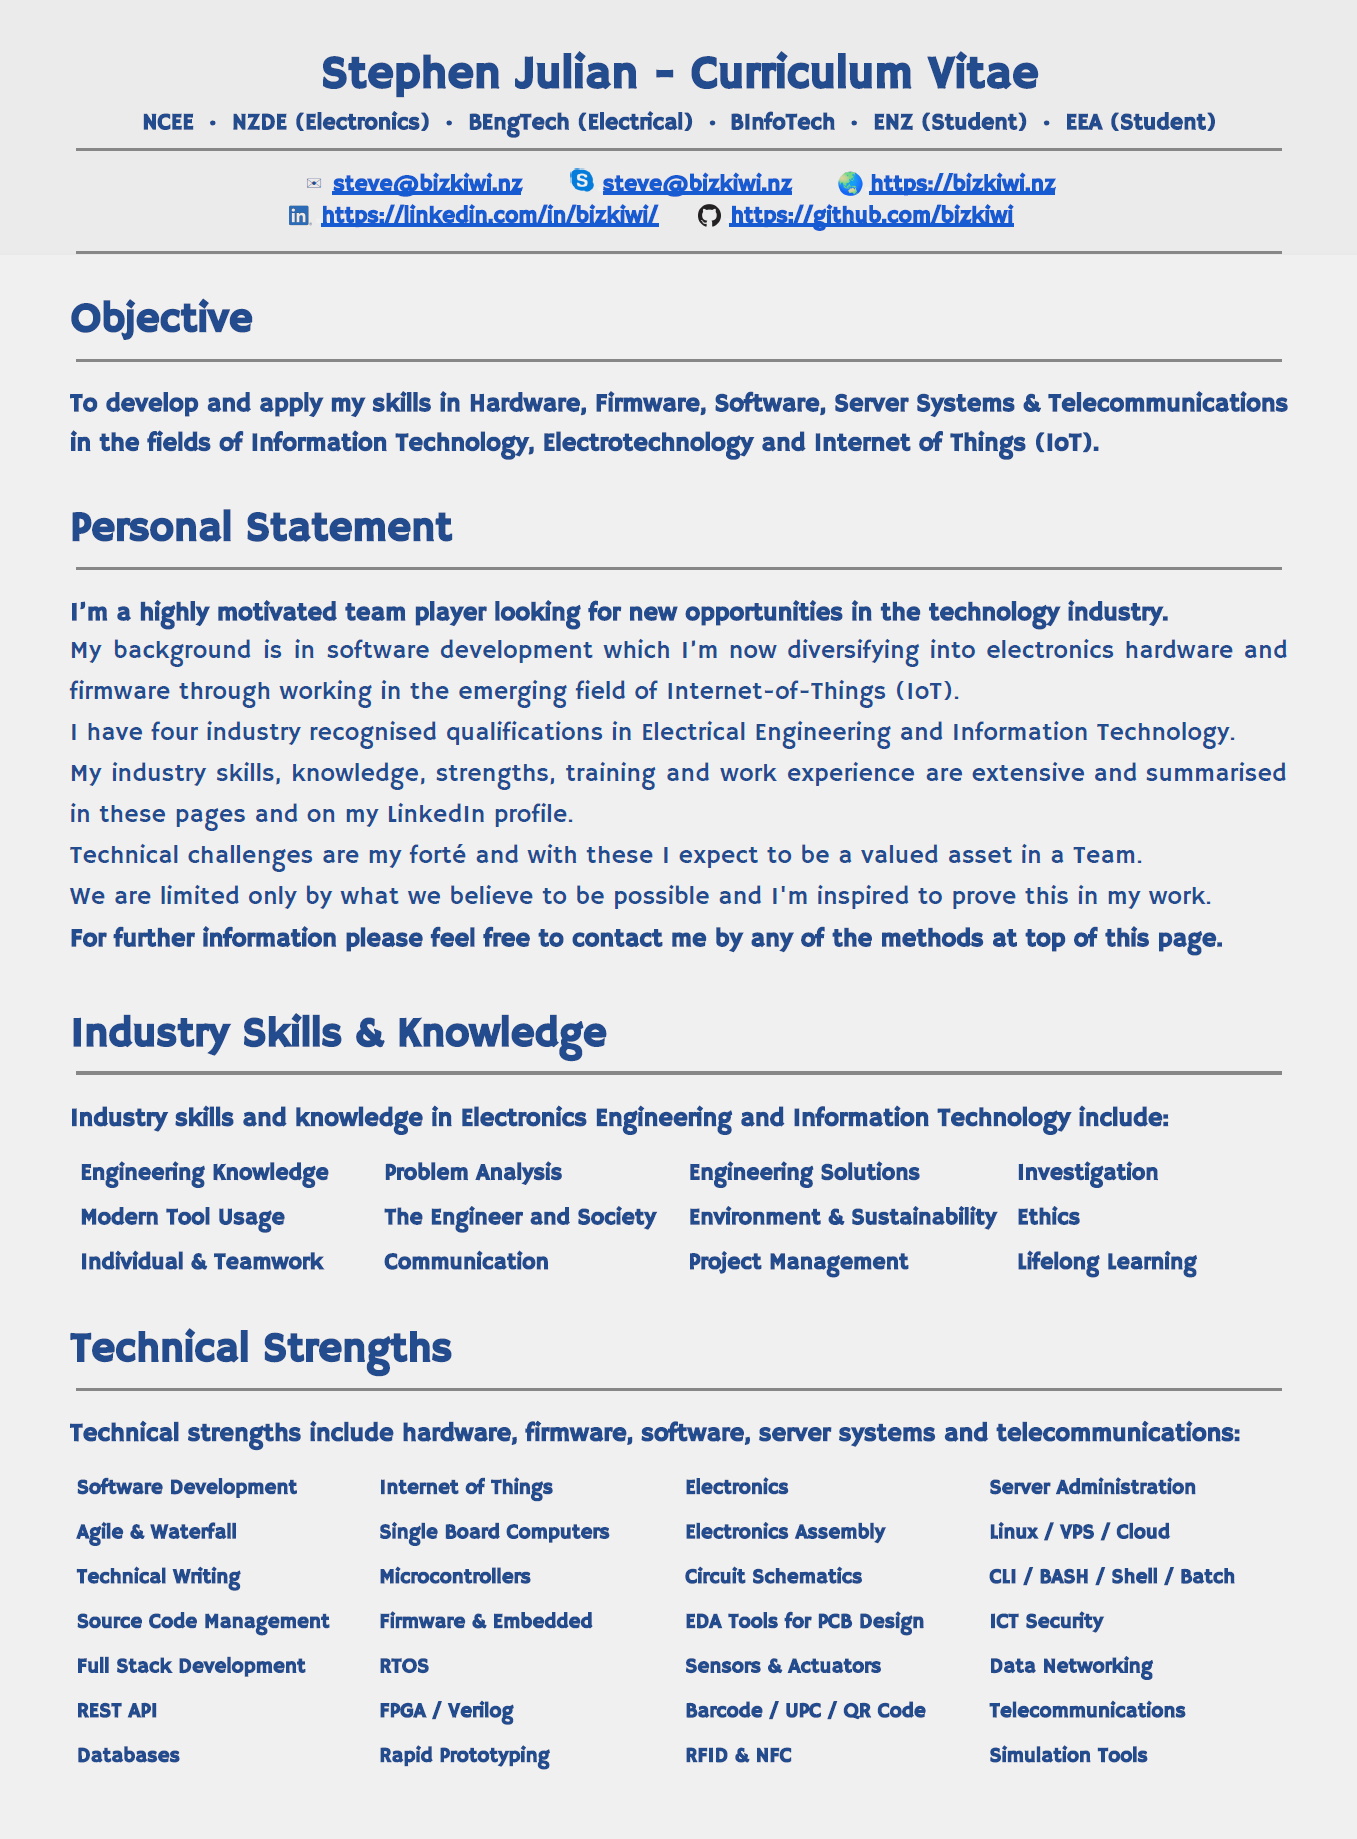 Stephen Julian - Curriculum Vitae
NCEE • NZDE (Electronics) • BEngTech (Electrical) • BInfoTech • ENZ (Student) • EEA (Student)
steve@bizkiwi.nz steve@bizkiwi.nz https://bizkiwi.nz
https://linkedin.com/in/bizkiwi/ https://github.com/bizkiwi
Objective
To develop and apply my skills in Hardware, Firmware, Software, Server Systems & Telecommunications
in the fields of Information Technology, Electrotechnology and Internet of Things (IoT).
Personal Statement
I'm a highly motivated team player looking for new opportunities in the technology industry.
My background is in software development which I'm now diversifying into electronics hardware and
firmware through working in the emerging field of Internet-of-Things (IoT).
I have four industry recognised qualifications in Electrical Engineering and Information Technology.
My industry skills, knowledge, strengths, training and work experience are extensive and summarised
in these pages and on my LinkedIn profile.
Technical challenges are my forté and with these I expect to be a valued asset in a Team.
We are limited only by what we believe to be possible and I'm inspired to prove this in my work.
For further information please feel free to contact me by any of the methods at top of this page.
Industry Skills & Knowledge
Industry skills and knowledge in Electronics Engineering and Information Technology include:
Engineering Knowledge Problem Analysis Engineering Solutions Investigation
Modern Tool Usage The Engineer and Society Environment & Sustainability Ethics
Individual & Teamwork Communication Project Management Lifelong Learning
Technical Strengths
Technical strengths include hardware, firmware, software, server systems and telecommunications:
Software Development Internet of Things Electronics Server Administration
Agile & Waterfall Single Board Computers Electronics Assembly Linux / VPS / Cloud
Technical Writing Microcontrollers Circuit Schematics CLI / BASH / Shell / Batch
Source Code Management Firmware & Embedded EDA Tools for PCB Design ICT Security
Full Stack Development RTOS Sensors & Actuators Data Networking
REST API FPGA / Verilog Barcode / UPC / QR Code Telecommunications
Databases Rapid Prototyping RFID & NFC Simulation Tools